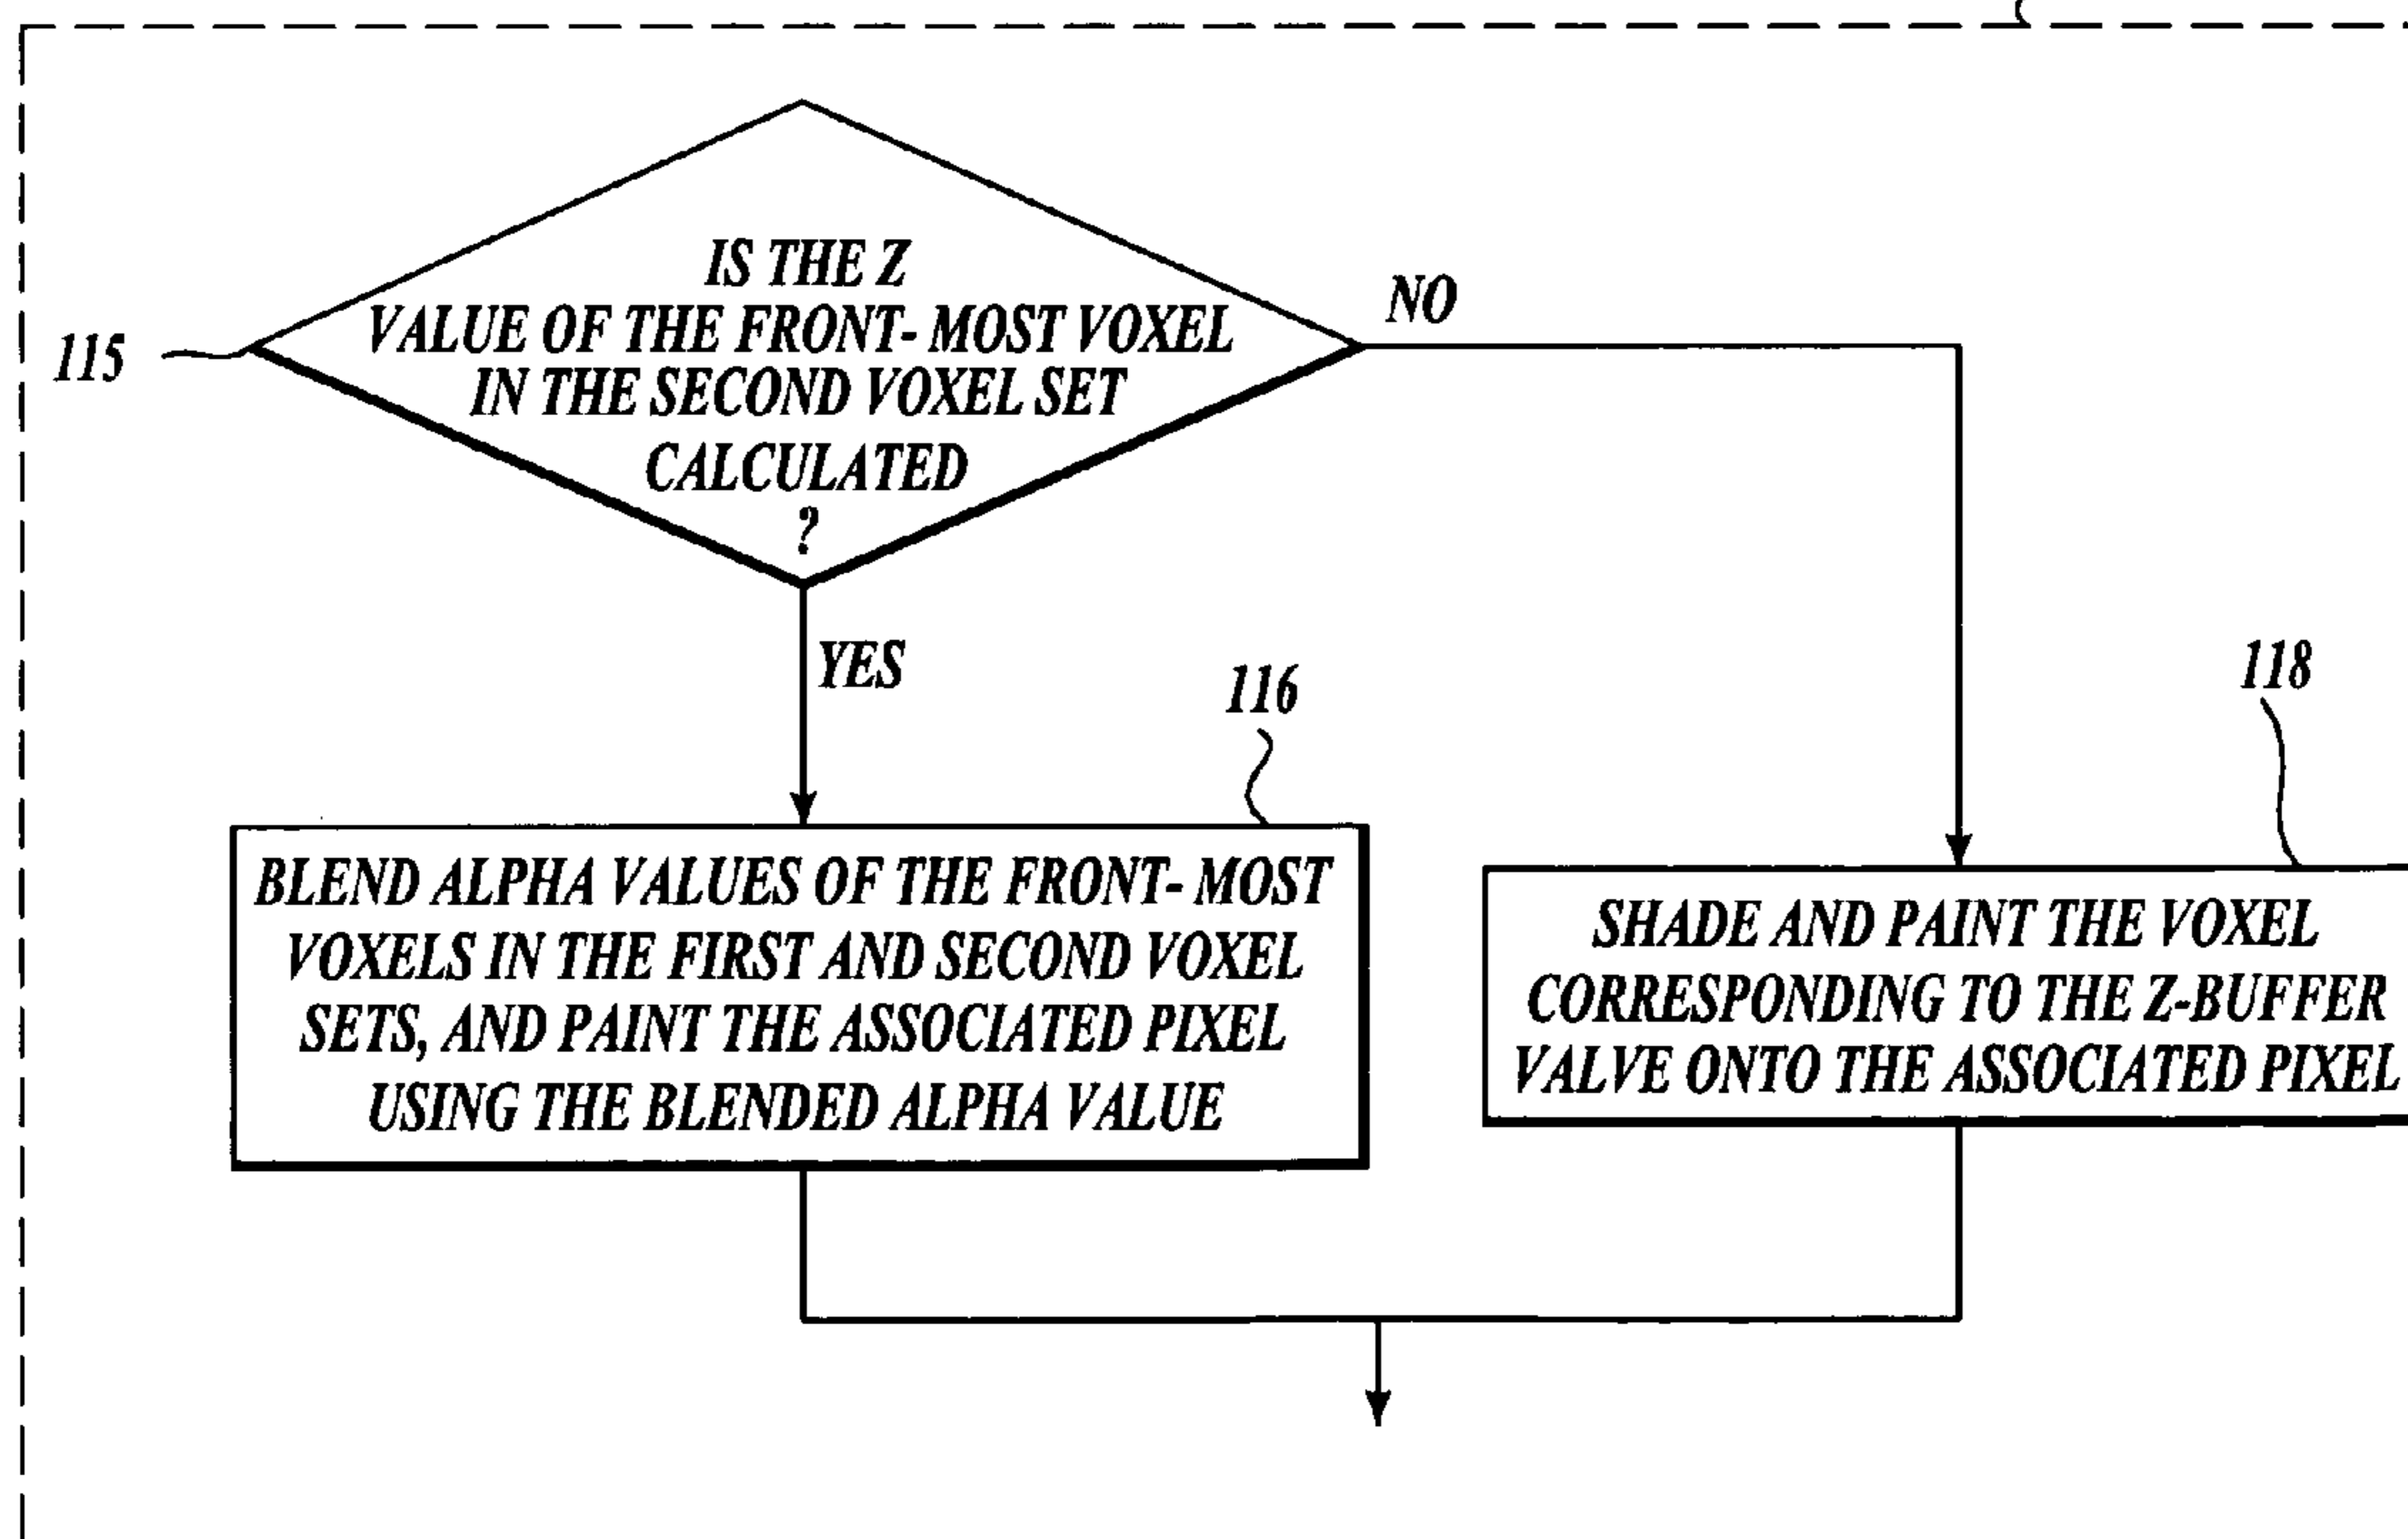 IS THE Z
VALUE OF THE FRONT- MOST VOXEL
IN THE SECOND VOXEL SET
CALCULATED
?
115
NO
YES
116
118
BLEND ALPHA VALUES OF THE FRONT- MOST
VOXELS IN THE FIRST AND SECOND VOXEL
SETS, AND PAINT THE ASSOCIATED PIXEL
USING THE BLENDED ALPHA VALUE
SHADE AND PAINT THE VOXEL
CORRESPONDING TO THE Z-BUFFER
VALVE ONTO THE ASSOCIATED PIXEL